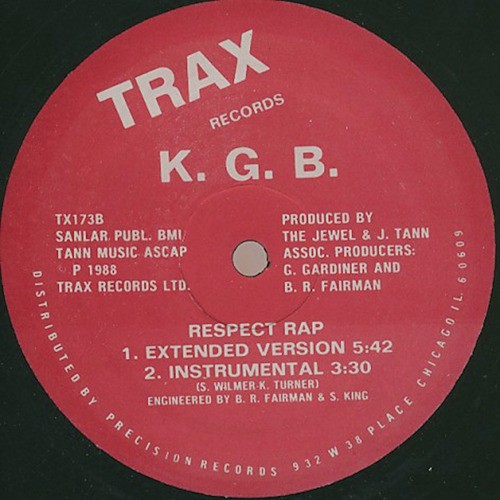 TRAX
RECORDS
K. G. B.
TX173B
SANLAR PUBL. BMI
TANN MUSIC ASCAP
P 1988
TRAX RECORDS LTD.
PRODUCED BY
THE JEWEL & J. TANN
ASSOC. PRODUCERS:
G. GARDINER AND
B. R. FAIRMAN
RESPECT RAP
1. EXTENDED VERSION 5:42
2. INSTRUMENTAL 3:30
(S. WILMER-K. TURNER)
ENGINEERED BY B. R. FAIRMAN & S. KING
DISTRIBUTED BY PRECISION RECORDS 932 W 38 PLACE CHICAGO IL 60609